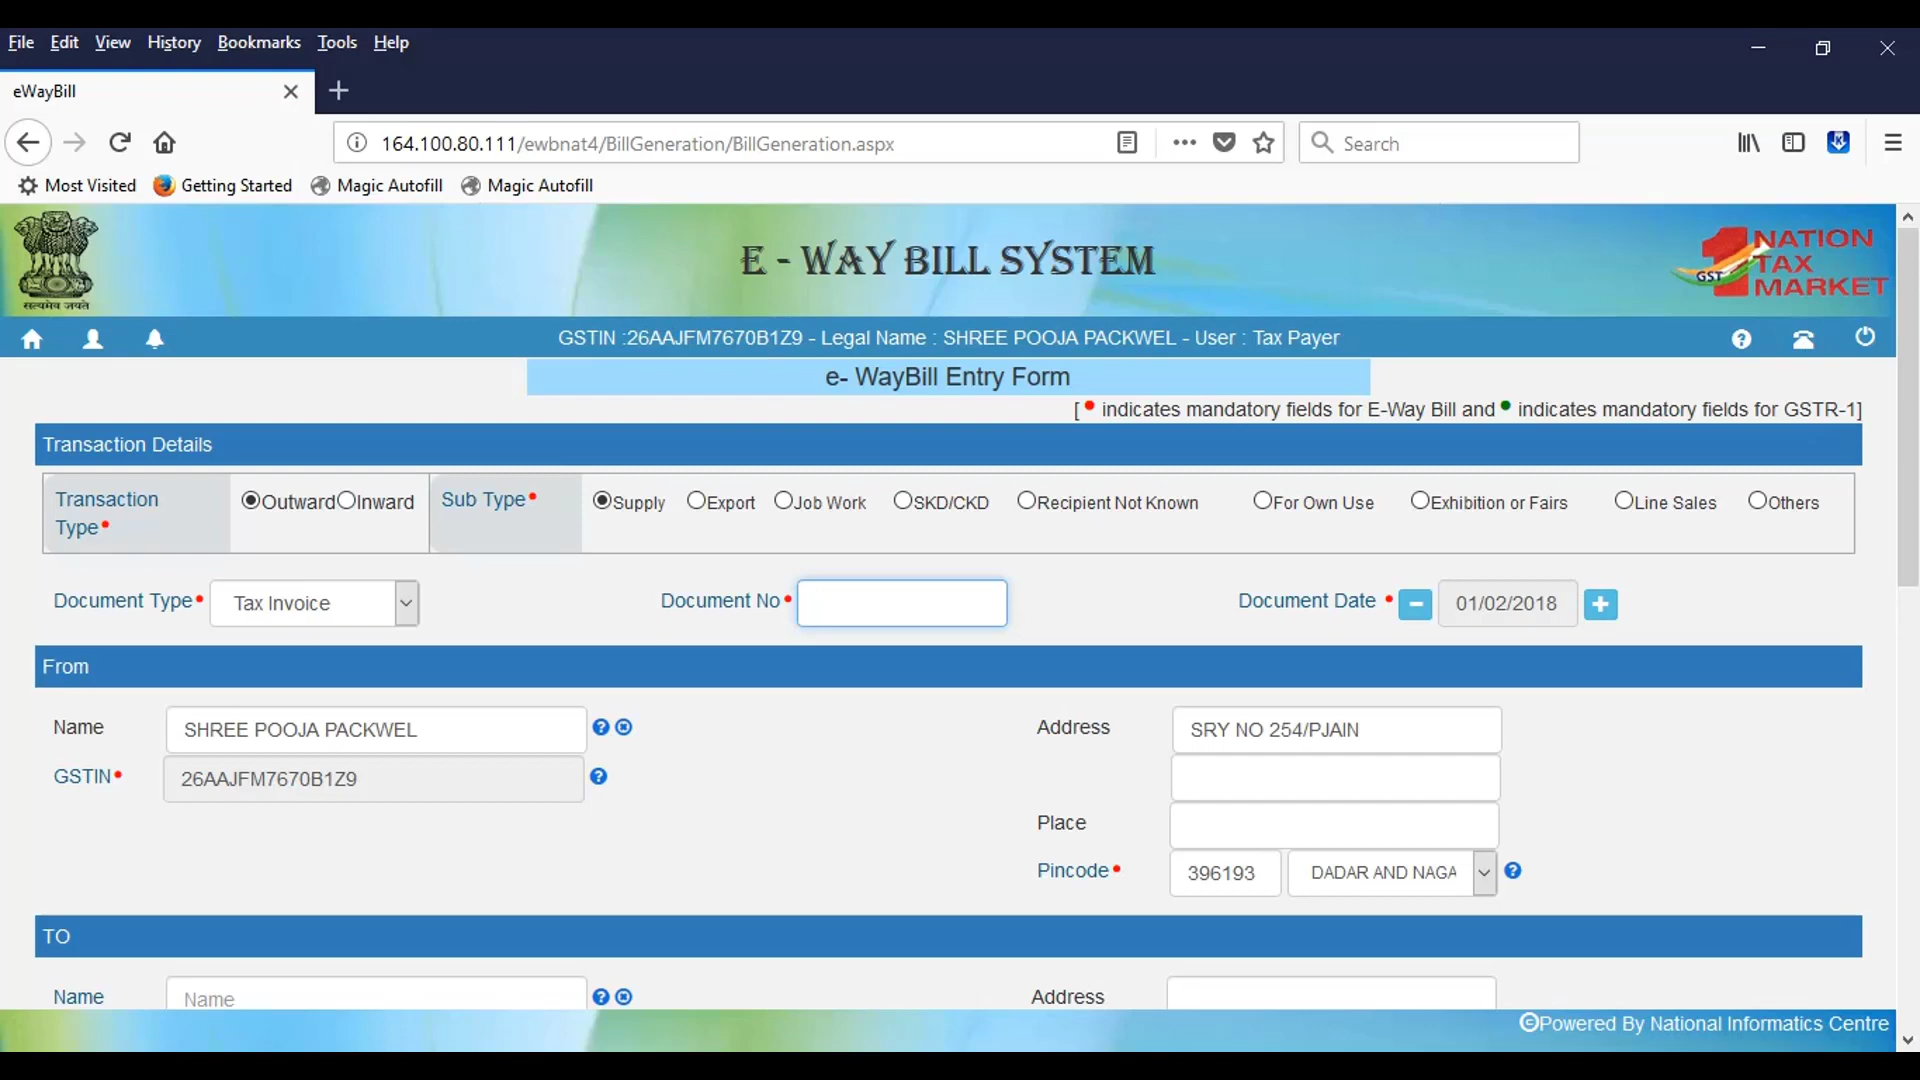 File Edit View History Bookmarks Tools Help
eWayBill
164.100.80.111/ewbnat4/BillGeneration/BillGeneration.aspx
Search
Most Visited Getting Started Magic Autofill Magic Autofill
सत्यमेव जयते
E - WAY BILL SYSTEM
GST
1 NATION
TAX
MARKET
GSTIN :26AAJFM7670B1Z9 - Legal Name : SHREE POOJA PACKWEL - User : Tax Payer
e- WayBill Entry Form
[ • indicates mandatory fields for E-Way Bill and • indicates mandatory fields for GSTR-1]
Transaction Details
Transaction Type• Outward Inward Sub Type• Supply Export Job Work SKD/CKD Recipient Not Known For Own Use Exhibition or Fairs Line Sales Others
Document Type• Tax Invoice Document No• Document Date • 01/02/2018
From
Name SHREE POOJA PACKWEL Address SRY NO 254/PJAIN
GSTIN• 26AAJFM7670B1Z9
Place
Pincode• 396193 DADAR AND NAGA
TO
Name Name Address
©Powered By National Informatics Centre